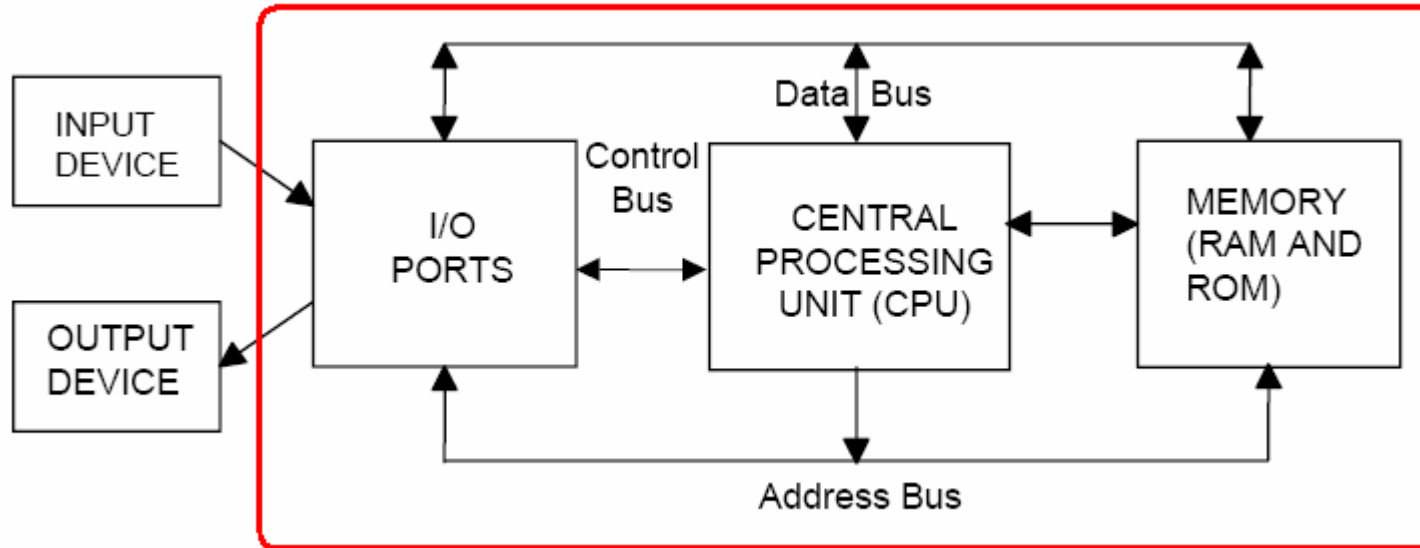 INPUT
DEVICE
OUTPUT
DEVICE
I/O
PORTS
Control
Bus
Data Bus
CENTRAL
PROCESSING
UNIT (CPU)
MEMORY
(RAM AND
ROM)
Address Bus